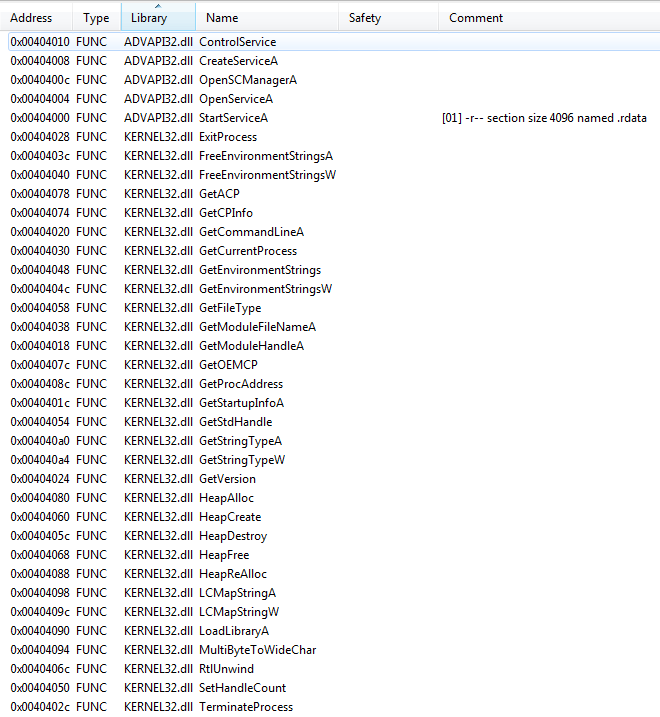 Address Type Library Name Safety Comment
0x00404010 FUNC ADVAPI32.dll ControlService
0x00404008 FUNC ADVAPI32.dll CreateServiceA
0x0040400c FUNC ADVAPI32.dll OpenSCManagerA
0x00404004 FUNC ADVAPI32.dll OpenServiceA
0x00404000 FUNC ADVAPI32.dll StartServiceA [01] -r-- section size 4096 named .rdata
0x00404028 FUNC KERNEL32.dll ExitProcess
0x0040403c FUNC KERNEL32.dll FreeEnvironmentStringsA
0x00404040 FUNC KERNEL32.dll FreeEnvironmentStringsW
0x00404078 FUNC KERNEL32.dll GetACP
0x00404074 FUNC KERNEL32.dll GetCPInfo
0x00404020 FUNC KERNEL32.dll GetCommandLineA
0x00404030 FUNC KERNEL32.dll GetCurrentProcess
0x00404048 FUNC KERNEL32.dll GetEnvironmentStrings
0x0040404c FUNC KERNEL32.dll GetEnvironmentStringsW
0x00404058 FUNC KERNEL32.dll GetFileType
0x00404038 FUNC KERNEL32.dll GetModuleFileNameA
0x00404018 FUNC KERNEL32.dll GetModuleHandleA
0x0040407c FUNC KERNEL32.dll GetOEMCP
0x0040408c FUNC KERNEL32.dll GetProcAddress
0x0040401c FUNC KERNEL32.dll GetStartupInfoA
0x00404054 FUNC KERNEL32.dll GetStdHandle
0x004040a0 FUNC KERNEL32.dll GetStringTypeA
0x004040a4 FUNC KERNEL32.dll GetStringTypeW
0x00404024 FUNC KERNEL32.dll GetVersion
0x00404080 FUNC KERNEL32.dll HeapAlloc
0x00404060 FUNC KERNEL32.dll HeapCreate
0x0040405c FUNC KERNEL32.dll HeapDestroy
0x00404068 FUNC KERNEL32.dll HeapFree
0x00404088 FUNC KERNEL32.dll HeapReAlloc
0x00404098 FUNC KERNEL32.dll LCMapStringA
0x0040409c FUNC KERNEL32.dll LCMapStringW
0x00404090 FUNC KERNEL32.dll LoadLibraryA
0x00404094 FUNC KERNEL32.dll MultiByteToWideChar
0x0040406c FUNC KERNEL32.dll RtlUnwind
0x00404050 FUNC KERNEL32.dll SetHandleCount
0x0040402c FUNC KERNEL32.dll TerminateProcess